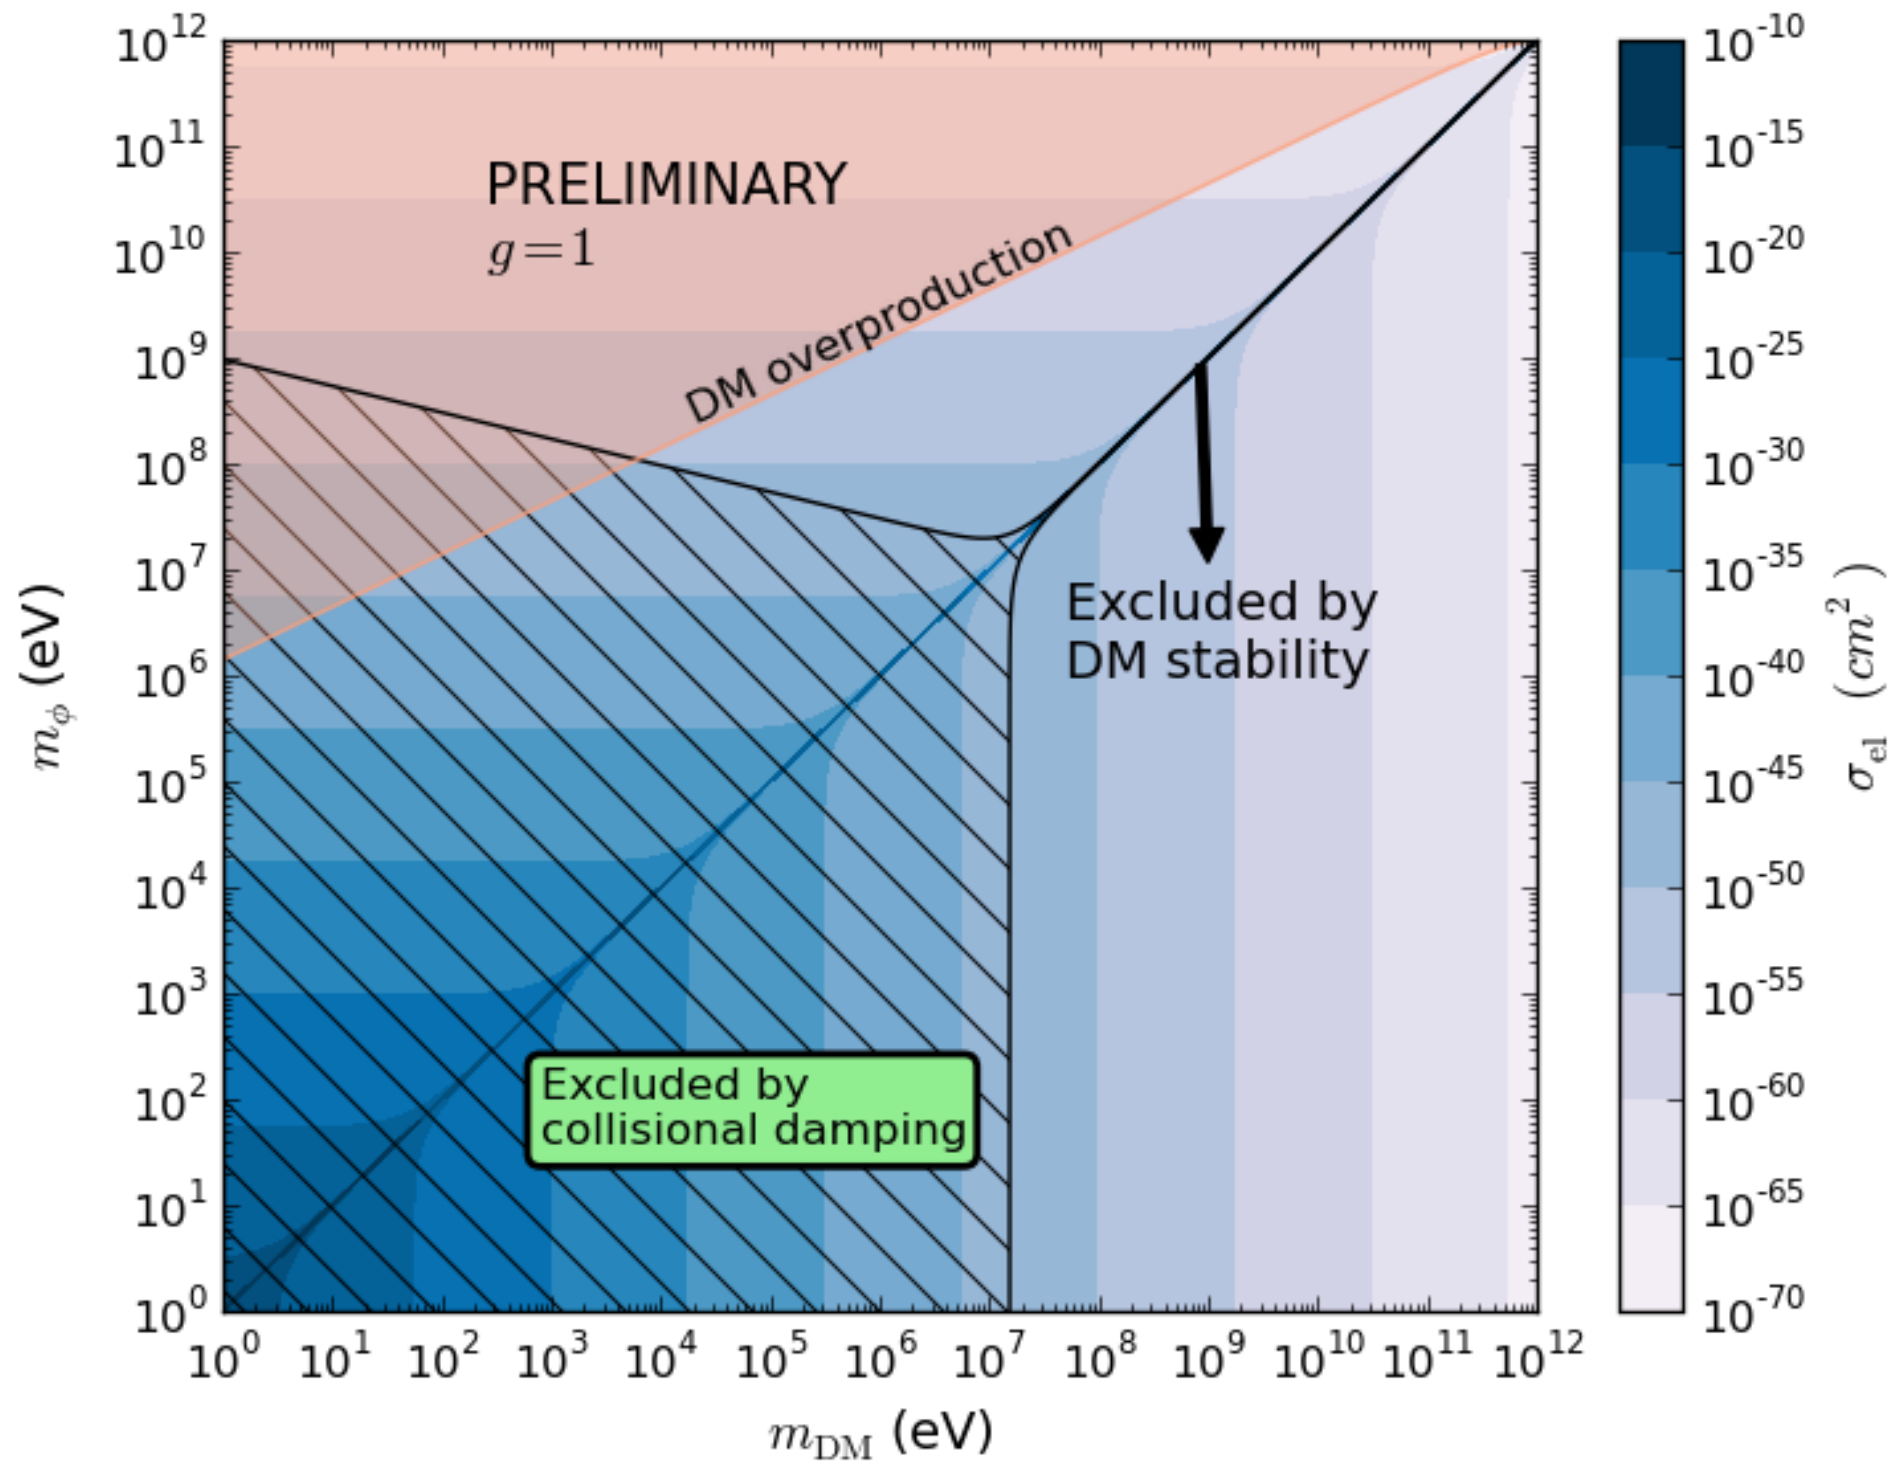 10^12
10^11
10^10
10^9
10^8
10^7
10^6
10^5
10^4
10^3
10^2
10^1
10^0
m_ϕ (eV)
PRELIMINARY
g=1
DM overproduction
Excluded by
DM stability
Excluded by
collisional damping
10^0 10^1 10^2 10^3 10^4 10^5 10^6 10^7 10^8 10^9 10^10 10^11 10^12
m_DM (eV)
10^-10
10^-15
10^-20
10^-25
10^-30
10^-35
10^-40
10^-45
10^-50
10^-55
10^-60
10^-65
10^-70
σ_el (cm^2)